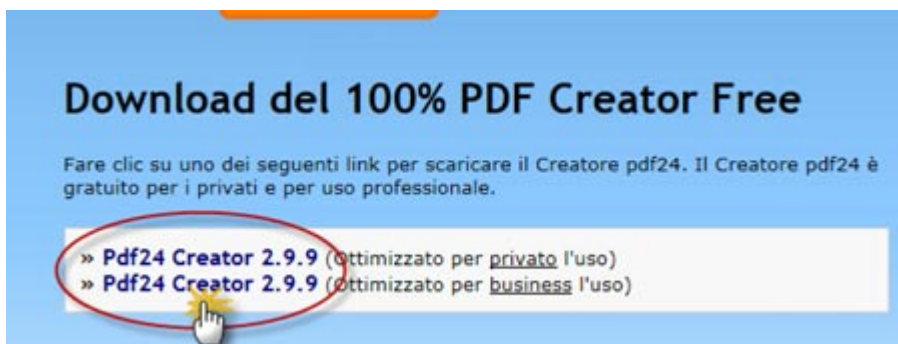 Download del 100% PDF Creator Free
Fare clic su uno dei seguenti link per scaricare il Creatore pdf24. Il Creatore pdf24 è
gratuito per i privati e per uso professionale.
» Pdf24 Creator 2.9.9 (Ottimizzato per privato l'uso)
» Pdf24 Creator 2.9.9 (Ottimizzato per business l'uso)